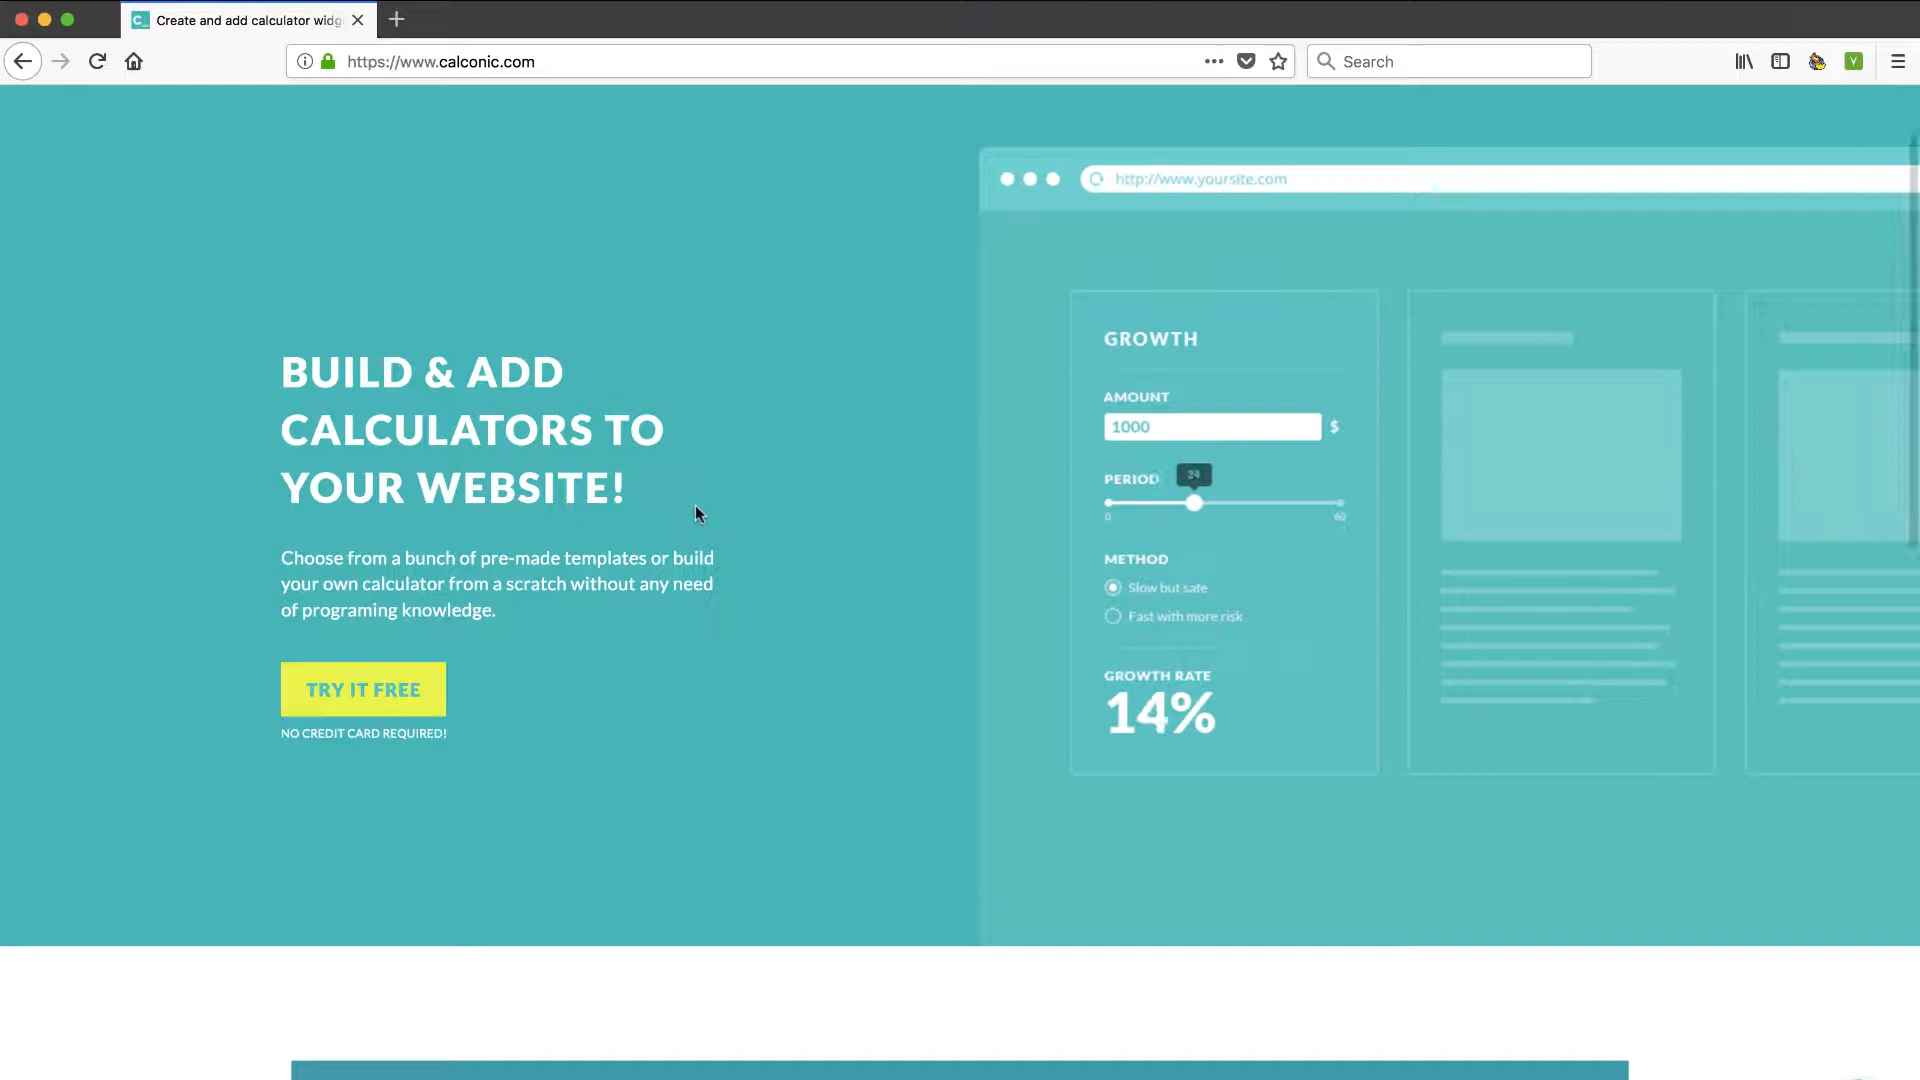 Create and add calculator widg
https://www.calconic.com
Search
http://www.yoursite.com
BUILD & ADD
CALCULATORS TO
YOUR WEBSITE!
Choose from a bunch of pre-made templates or build
your own calculator from a scratch without any need
of programing knowledge.
TRY IT FREE
NO CREDIT CARD REQUIRED!
GROWTH
AMOUNT
1000 $
PERIOD
24
0 60
METHOD
Slow but safe
Fast with more risk
GROWTH RATE
14%